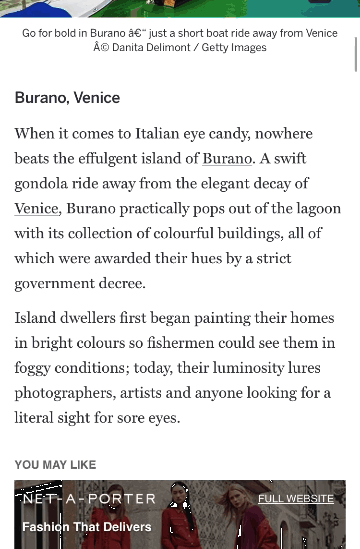 Go for bold in Burano â€“ just a short boat ride away from Venice
Â© Danita Delimont / Getty Images
Burano, Venice
When it comes to Italian eye candy, nowhere
beats the effulgent island of Burano. A swift
gondola ride away from the elegant decay of
Venice, Burano practically pops out of the lagoon
with its collection of colourful buildings, all of
which were awarded their hues by a strict
government decree.
Island dwellers first began painting their homes
in bright colours so fishermen could see them in
foggy conditions; today, their luminosity lures
photographers, artists and anyone looking for a
literal sight for sore eyes.
YOU MAY LIKE
NET-A-PORTER
FULL WEBSITE
Fashion That Delivers